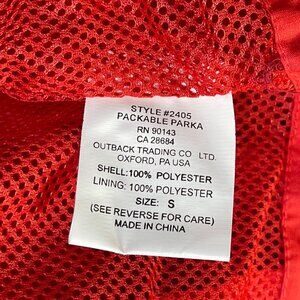 STYLE #2405
PACKABLE PARKA
RN 90143
CA 28684
OUTBACK TRADING CO LTD.
OXFORD, PA USA
SHELL:100% POLYESTER
LINING: 100% POLYESTER
SIZE: S
(SEE REVERSE FOR CARE)
MADE IN CHINA